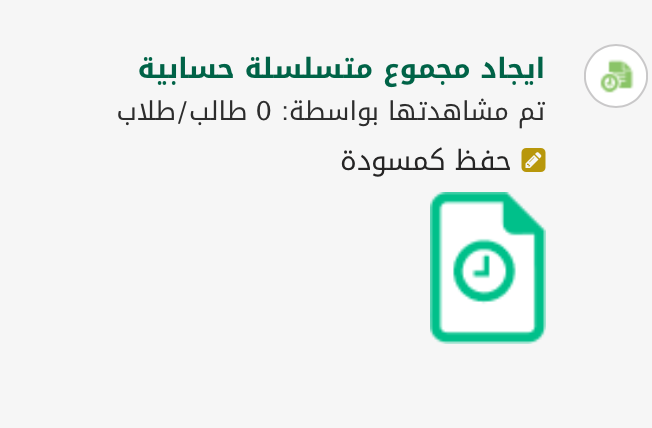 ايجاد مجموع متسلسلة حسابية
تم مشاهدتها بواسطة: 0 طالب/طلاب
حفظ كمسودة